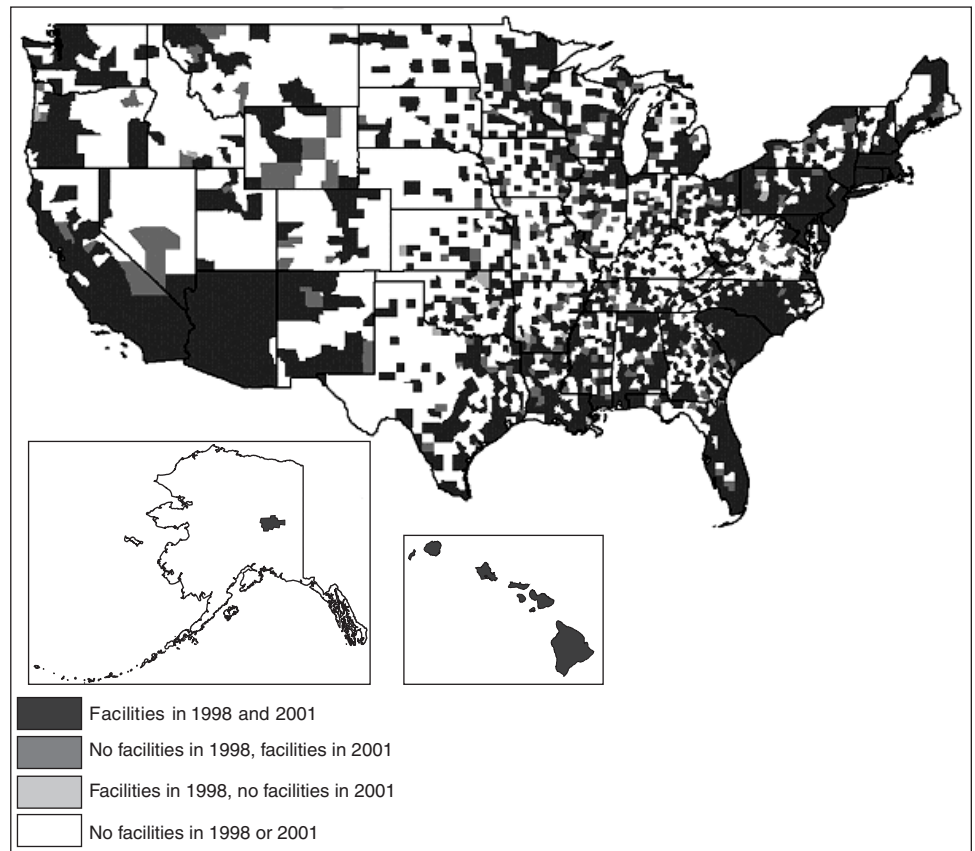 Facilities in 1998 and 2001
No facilities in 1998, facilities in 2001
Facilities in 1998, no facilities in 2001
No facilities in 1998 or 2001